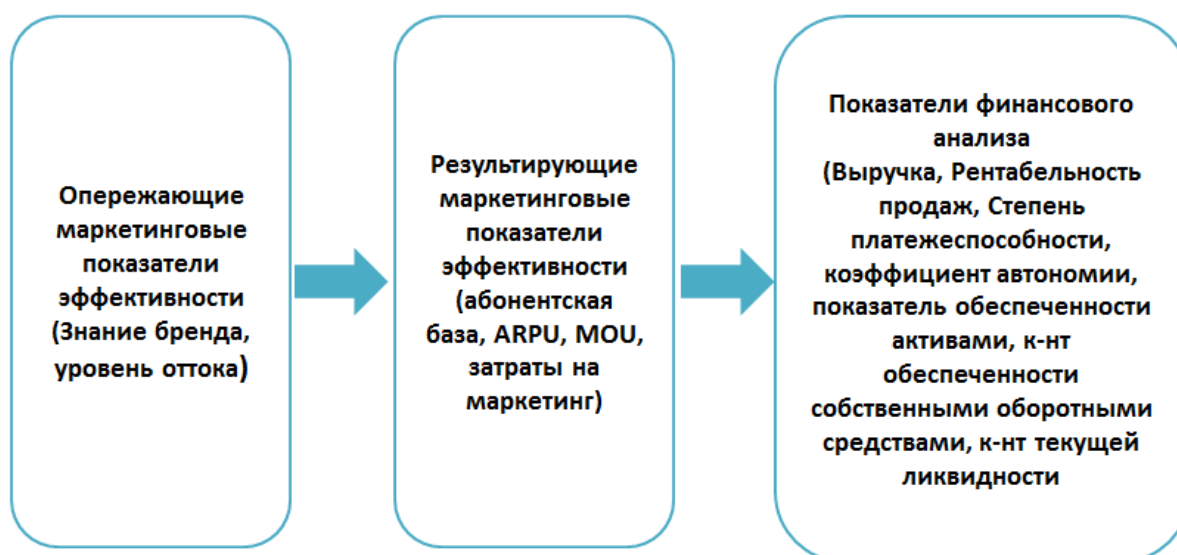 Опережающие
маркетинговые
показатели
эффективности
(Знание бренда,
уровень оттока)
Результирующие
маркетинговые
показатели
эффективности
(абонентская
база, ARPU, MOU,
затраты на
маркетинг)
Показатели финансового
анализа
(Выручка, Рентабельность
продаж, Степень
платежеспособности,
коэффициент автономии,
показатель обеспеченности
активами, к-нт
обеспеченности
собственными оборотными
средствами, к-нт текущей
ликвидности